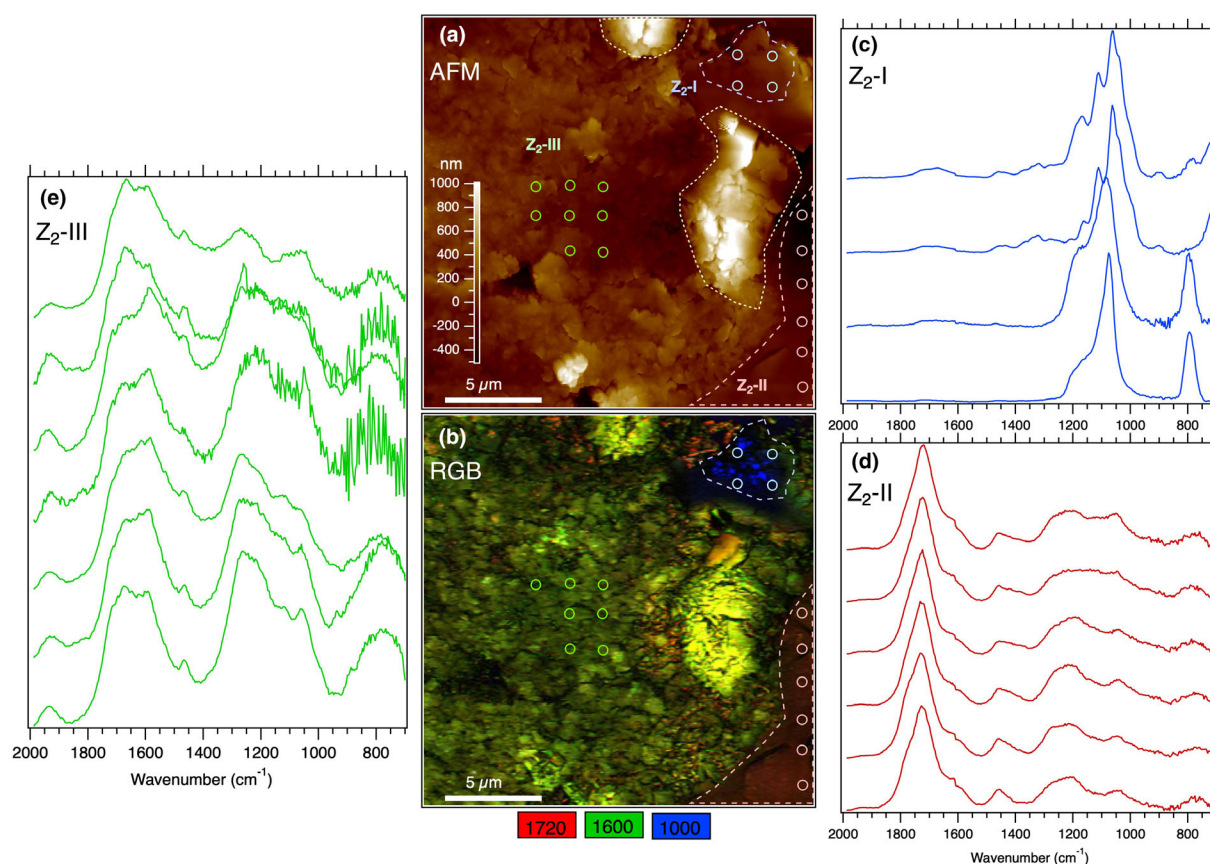 (a)
AFM
Z2-I
Z2-III
nm
1000
800
600
400
200
0
-200
-400
5 µm
Z2-II
(b)
RGB
5 µm
1720 1600 1000
(c)
Z2-I
2000 1800 1600 1400 1200 1000 800
(d)
Z2-II
2000 1800 1600 1400 1200 1000 800
Wavenumber (cm-1)
(e)
Z2-III
2000 1800 1600 1400 1200 1000 800
Wavenumber (cm-1)